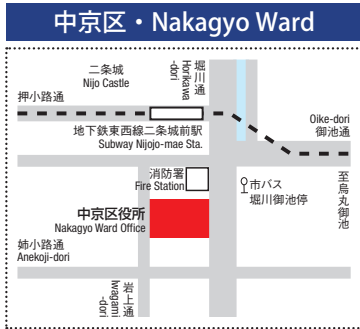 中京区・Nakagyo Ward
二条城
Nijo Castle
堀川通
Horikawa
-dori
押小路通
Oike-dori
御池通
地下鉄東西線二条城前駅
Subway Nijojo-mae Sta.
消防署
Fire Station
市バス
堀川御池停
至烏丸御池
中京区役所
Nakagyo Ward Office
姉小路通
Anekoji-dori
岩上通
Iwagami
-dori